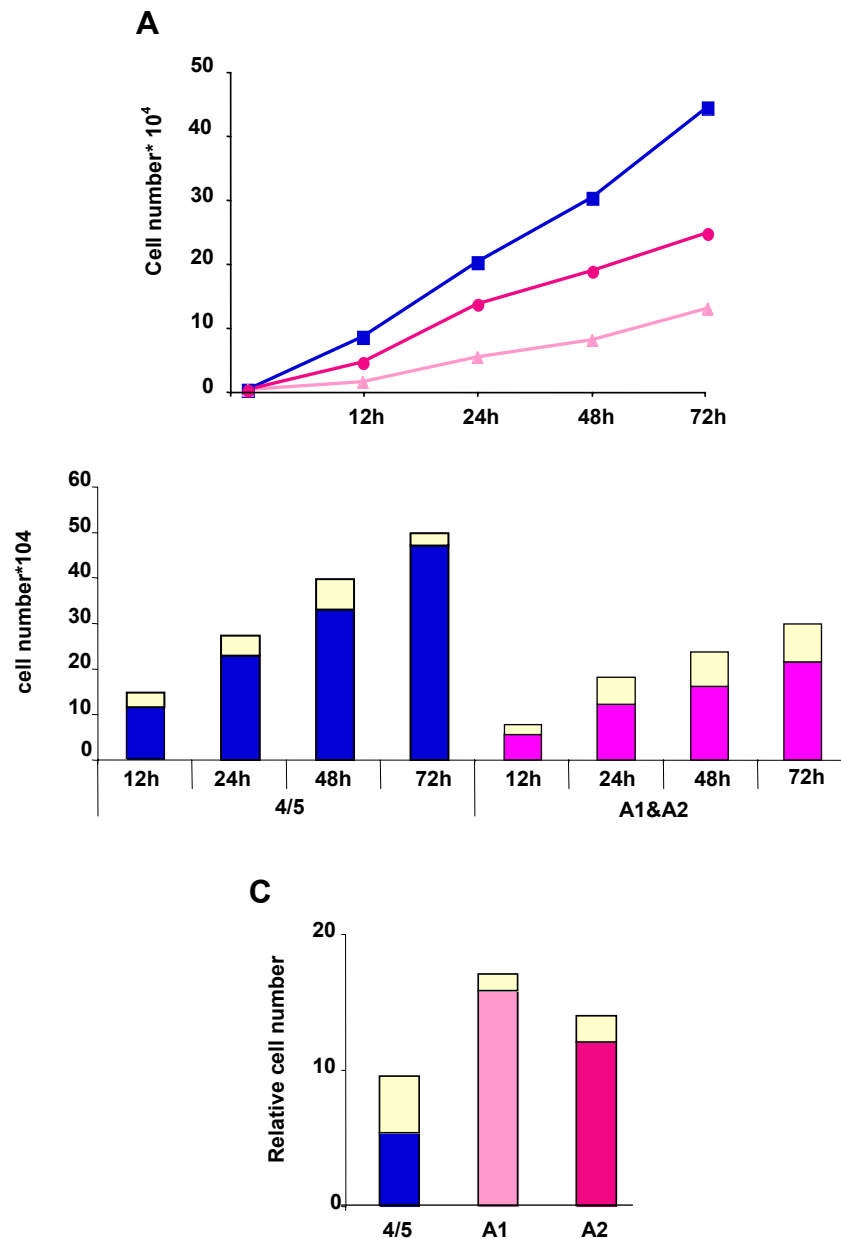 A
Cell number* 10⁴
50
40
30
20
10
0
12h 24h 48h 72h
cell number*104
60
50
40
30
20
10
0
12h 24h 48h 72h 12h 24h 48h 72h
4/5 A1&A2
C
Relative cell number
20
10
0
4/5 A1 A2